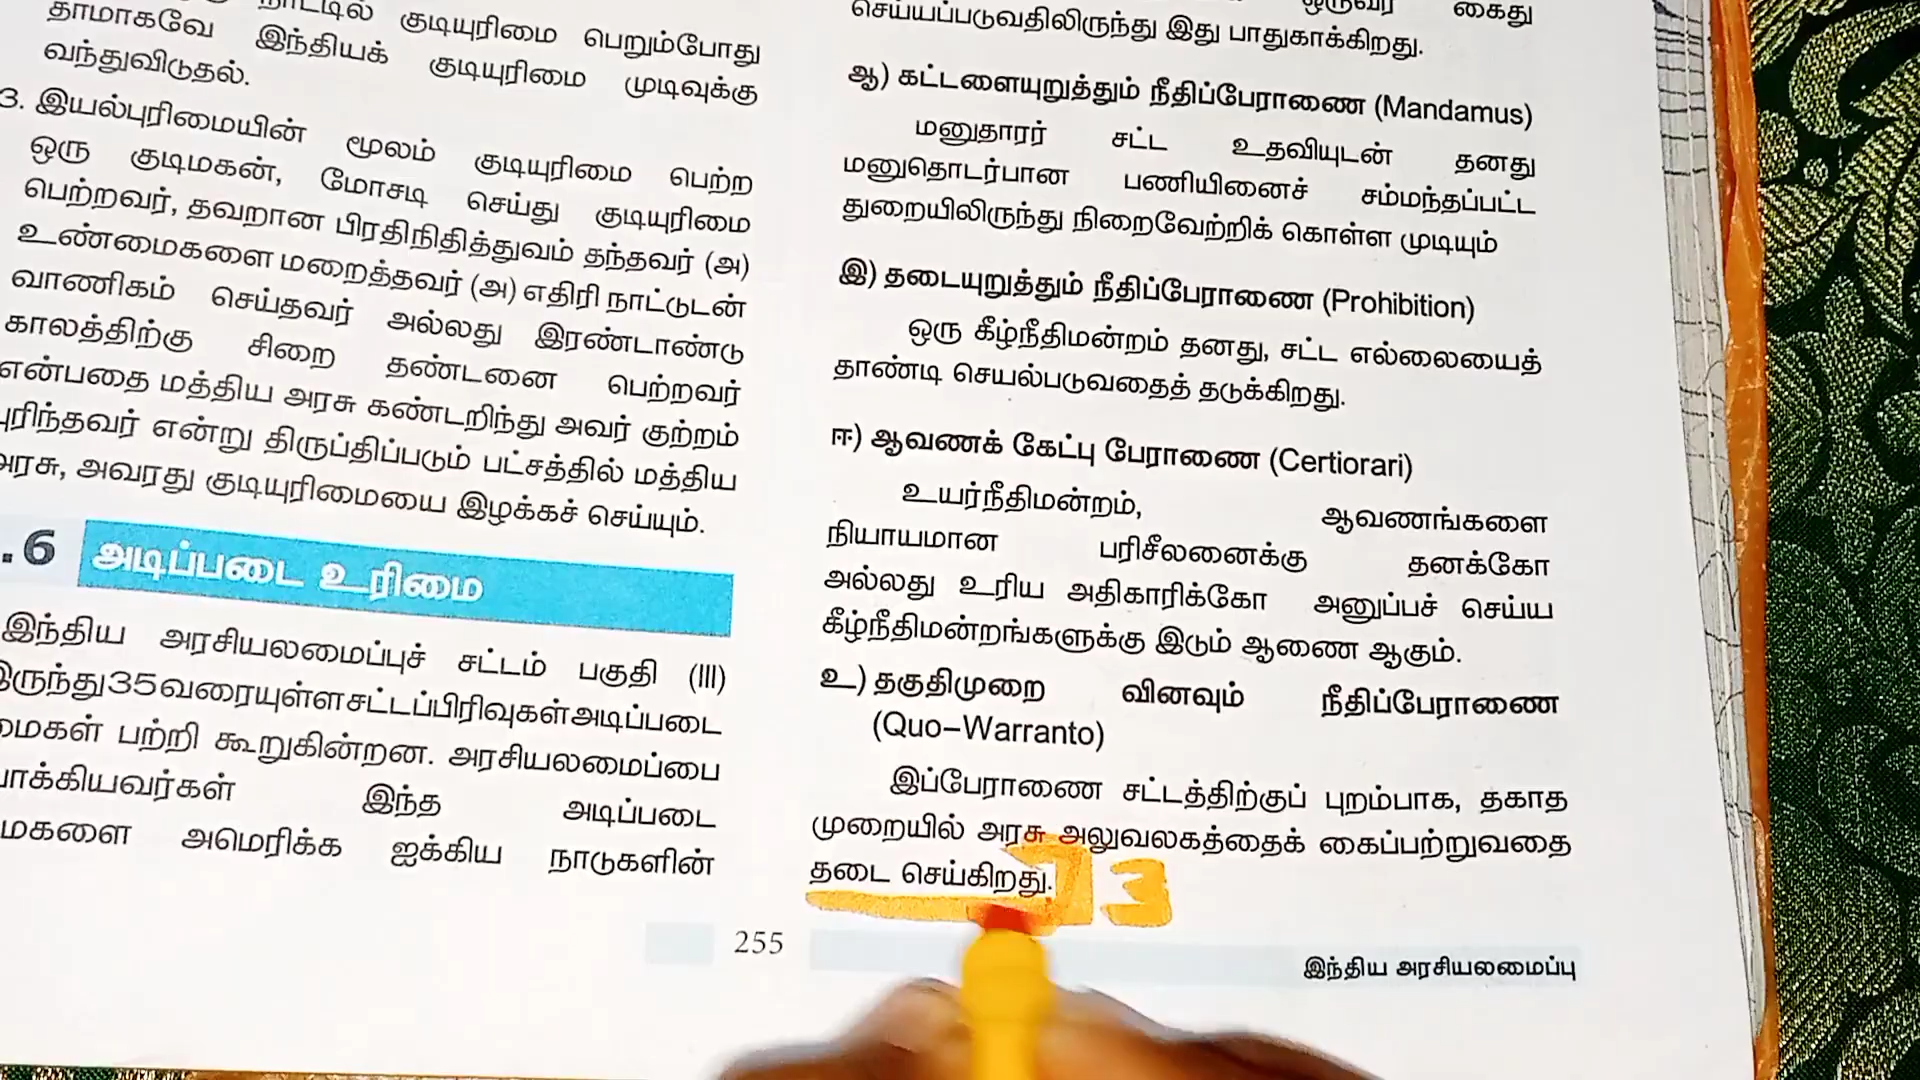 நாட்டில் குடியுரிமை பெறும்போது
தாமாகவே இந்தியக் குடியுரிமை முடிவுக்கு
வந்துவிடுதல்.
3. இயல்புரிமையின் மூலம் குடியுரிமை பெற்ற
ஒரு குடிமகன், மோசடி செய்து குடியுரிமை
பெற்றவர், தவறான பிரதிநிதித்துவம் தந்தவர் (அ)
உண்மைகளை மறைத்தவர் (அ) எதிரி நாட்டுடன்
வாணிகம் செய்தவர் அல்லது இரண்டாண்டு
காலத்திற்கு சிறை தண்டனை பெற்றவர்
என்பதை மத்திய அரசு கண்டறிந்து அவர் குற்றம்
புரிந்தவர் என்று திருப்திப்படும் பட்சத்தில் மத்திய
அரசு, அவரது குடியுரிமையை இழக்கச் செய்யும்.
.6 அடிப்படை உரிமை
இந்திய அரசியலமைப்புச் சட்டம் பகுதி (III)
இருந்து35வரையுள்ளசட்டப்பிரிவுகள்அடிப்படை
மைகள் பற்றி கூறுகின்றன. அரசியலமைப்பை
வாக்கியவர்கள் இந்த அடிப்படை
மைகளை அமெரிக்க ஐக்கிய நாடுகளின்
ஒருவர் கைது
செய்யப்படுவதிலிருந்து இது பாதுகாக்கிறது.
ஆ) கட்டளையுறுத்தும் நீதிப்பேராணை (Mandamus)
மனுதாரர் சட்ட உதவியுடன் தனது
மனுதொடர்பான பணியினைச் சம்மந்தப்பட்ட
துறையிலிருந்து நிறைவேற்றிக் கொள்ள முடியும்
இ) தடையுறுத்தும் நீதிப்பேராணை (Prohibition)
ஒரு கீழ்நீதிமன்றம் தனது, சட்ட எல்லையைத்
தாண்டி செயல்படுவதைத் தடுக்கிறது.
ஈ) ஆவணக் கேட்பு பேராணை (Certiorari)
உயர்நீதிமன்றம், ஆவணங்களை
நியாயமான பரிசீலனைக்கு தனக்கோ
அல்லது உரிய அதிகாரிக்கோ அனுப்பச் செய்ய
கீழ்நீதிமன்றங்களுக்கு இடும் ஆணை ஆகும்.
உ) தகுதிமுறை வினவும் நீதிப்பேராணை
(Quo–Warranto)
இப்பேராணை சட்டத்திற்குப் புறம்பாக, தகாத
முறையில் அரசு அலுவலகத்தைக் கைப்பற்றுவதை
தடை செய்கிறது. 3
255
இந்திய அரசியலமைப்பு